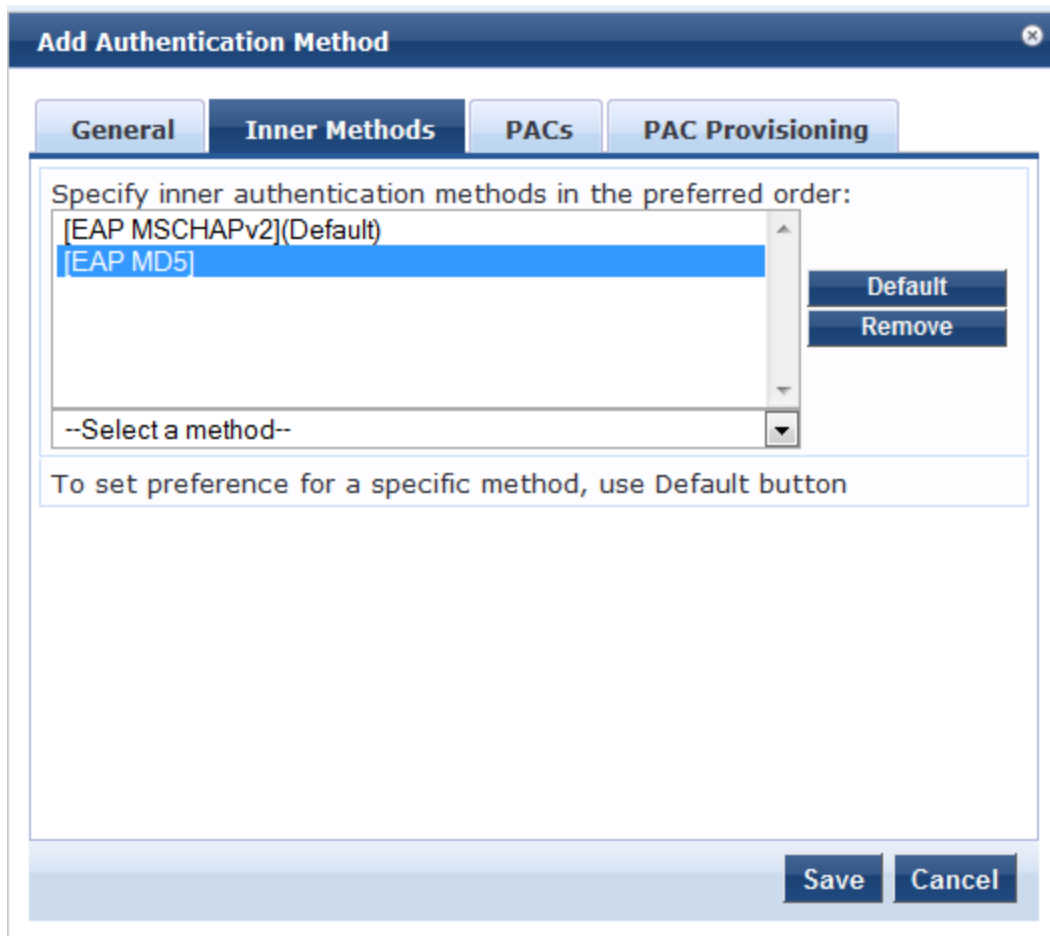 Add Authentication Method
General Inner Methods PACs PAC Provisioning
Specify inner authentication methods in the preferred order:
[EAP MSCHAPv2](Default)
[EAP MD5]
Default
Remove
--Select a method--
To set preference for a specific method, use Default button
Save Cancel